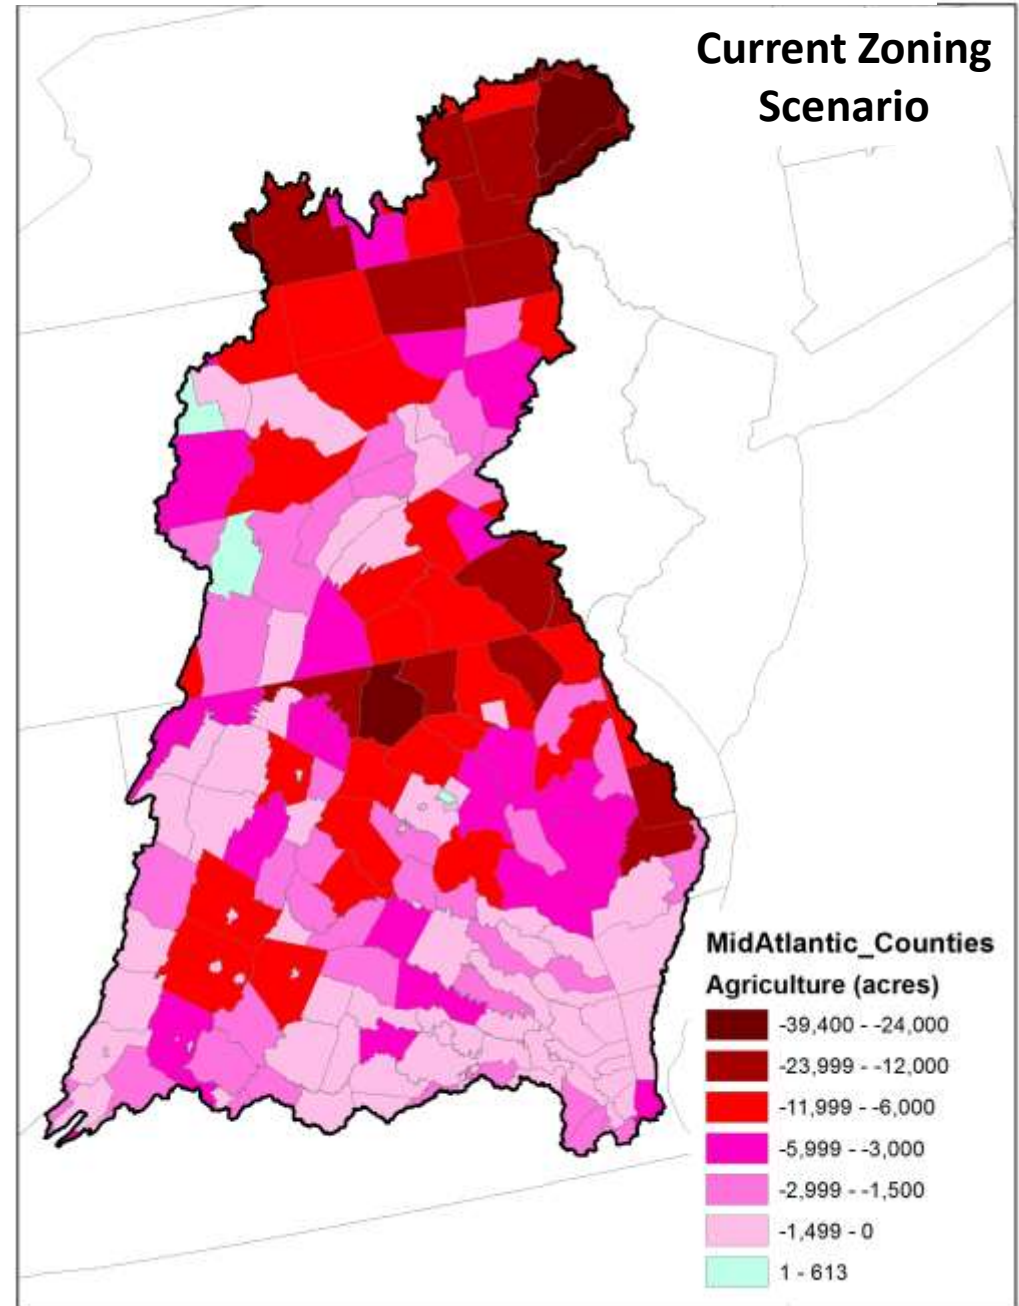 Current Zoning
Scenario
MidAtlantic_Counties
Agriculture (acres)
-39,400 - -24,000
-23,999 - -12,000
-11,999 - -6,000
-5,999 - -3,000
-2,999 - -1,500
-1,499 - 0
1 - 613